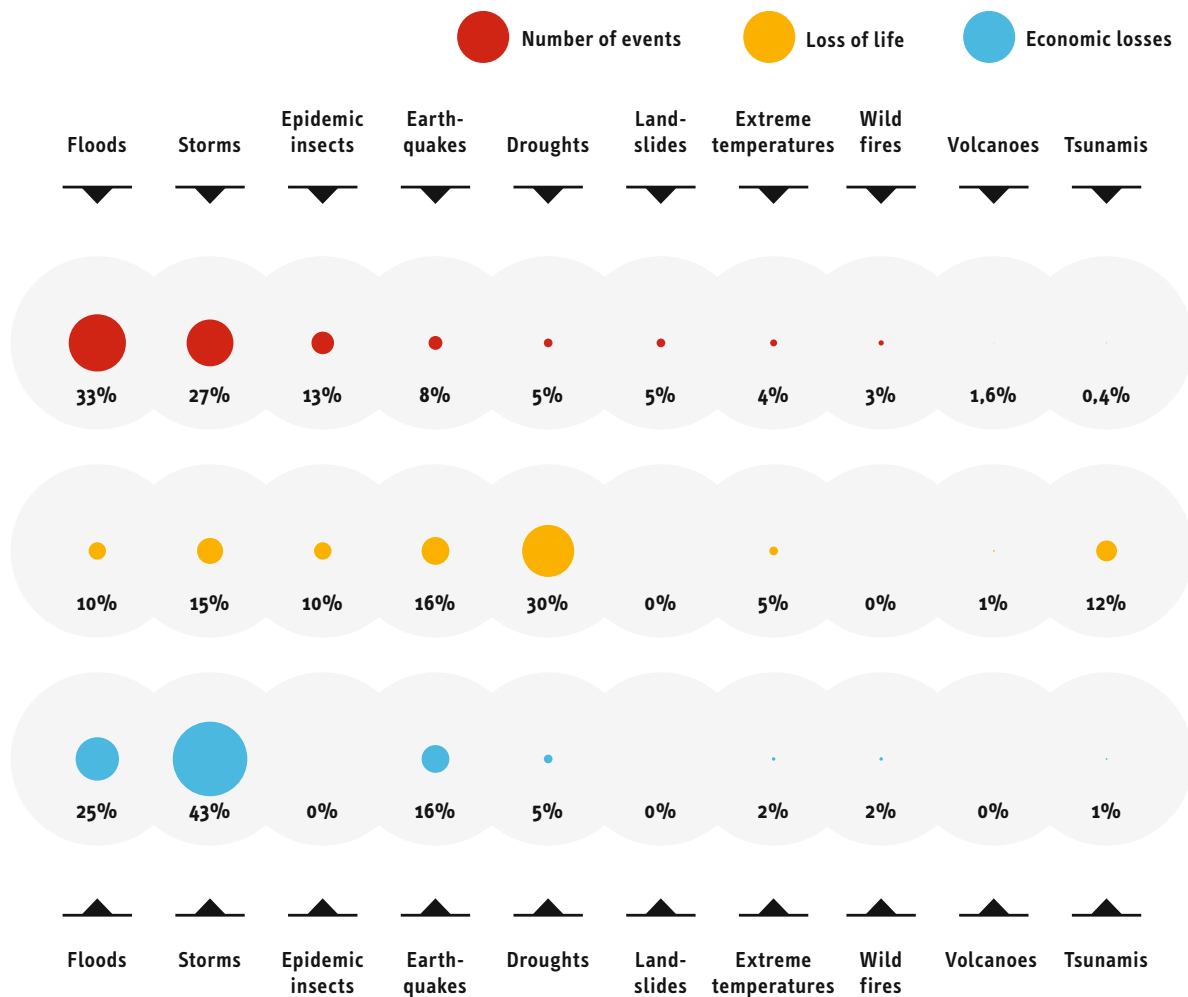 Number of events Loss of life Economic losses
Floods Storms Epidemic insects Earth- quakes Droughts Land- slides Extreme temperatures Wild fires Volcanoes Tsunamis
33% 27% 13% 8% 5% 5% 4% 3% 1,6% 0,4%
10% 15% 10% 16% 30% 0% 5% 0% 1% 12%
25% 43% 0% 16% 5% 0% 2% 2% 0% 1%
Floods Storms Epidemic insects Earth- quakes Droughts Land- slides Extreme temperatures Wild fires Volcanoes Tsunamis